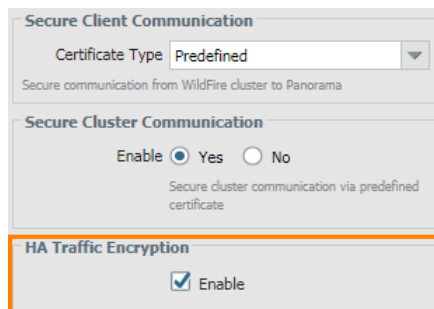 Secure Client Communication
Certificate Type Predefined
Secure communication from WildFire cluster to Panorama
Secure Cluster Communication
Enable Yes No
Secure cluster communication via predefined
certificate
HA Traffic Encryption
Enable